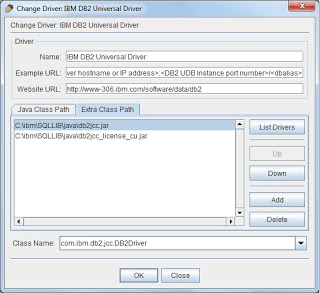 Change Driver: IBM DB2 Universal Driver
Change Driver: IBM DB2 Universal Driver
Driver
Name: IBM DB2 Universal Driver
Example URL: ver hostname or IP address>:<DB2 UDB Instance port number>/<dbalias>
Website URL: http://www-306.ibm.com/software/data/db2
Java Class Path Extra Class Path
C:\ibm\SQLLIB\java\db2jcc.jar
C:\ibm\SQLLIB\java\db2jcc_license_cu.jar
List Drivers
Up
Down
Add
Delete
Class Name: com.ibm.db2.jcc.DB2Driver
OK Close